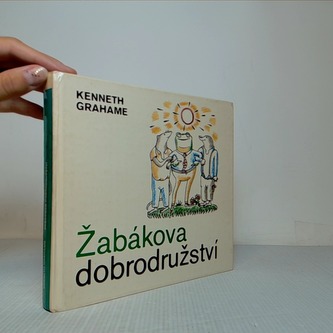 KENNETH
GRAHAME
Žabákova
dobrodružství